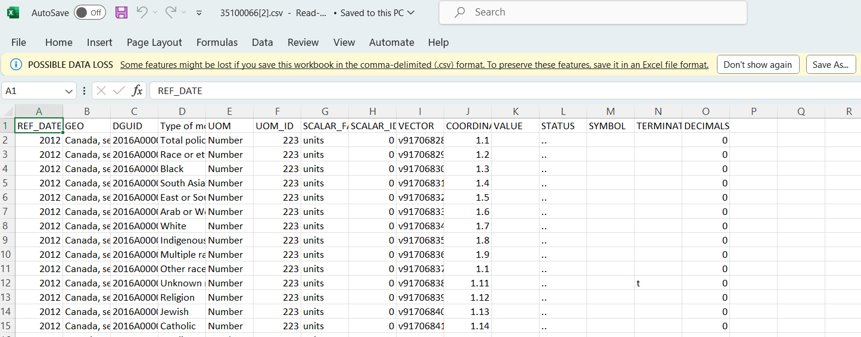 AutoSave Off 35100066[2].csv - Read-... • Saved to this PC Search
File Home Insert Page Layout Formulas Data Review View Automate Help
POSSIBLE DATA LOSS Some features might be lost if you save this workbook in the comma-delimited (.csv) format. To preserve these features, save it in an Excel file format. Don't show again Save As...
A1 fx REF_DATE
A B C D E F G H I J K L M N O P Q R
1 REF_DATE GEO DGUID Type of mo UOM UOM_ID SCALAR_FA SCALAR_ID VECTOR COORDINA VALUE STATUS SYMBOL TERMINAT DECIMALS
2 2012 Canada, se 2016A000 Total polic Number 223 units 0 v91706828 1.1 .. 0
3 2012 Canada, se 2016A000 Race or et Number 223 units 0 v91706829 1.2 .. 0
4 2012 Canada, se 2016A000 Black Number 223 units 0 v91706830 1.3 .. 0
5 2012 Canada, se 2016A000 South Asia Number 223 units 0 v91706831 1.4 .. 0
6 2012 Canada, se 2016A000 East or Sou Number 223 units 0 v91706832 1.5 .. 0
7 2012 Canada, se 2016A000 Arab or We Number 223 units 0 v91706833 1.6 .. 0
8 2012 Canada, se 2016A000 White Number 223 units 0 v91706834 1.7 .. 0
9 2012 Canada, se 2016A000 Indigenous Number 223 units 0 v91706835 1.8 .. 0
10 2012 Canada, se 2016A000 Multiple ra Number 223 units 0 v91706836 1.9 .. 0
11 2012 Canada, se 2016A000 Other race Number 223 units 0 v91706837 1.1 .. 0
12 2012 Canada, se 2016A000 Unknown Number 223 units 0 v91706838 1.11 t 0
13 2012 Canada, se 2016A000 Religion Number 223 units 0 v91706839 1.12 .. 0
14 2012 Canada, se 2016A000 Jewish Number 223 units 0 v91706840 1.13 .. 0
15 2012 Canada, se 2016A000 Catholic Number 223 units 0 v91706841 1.14 .. 0